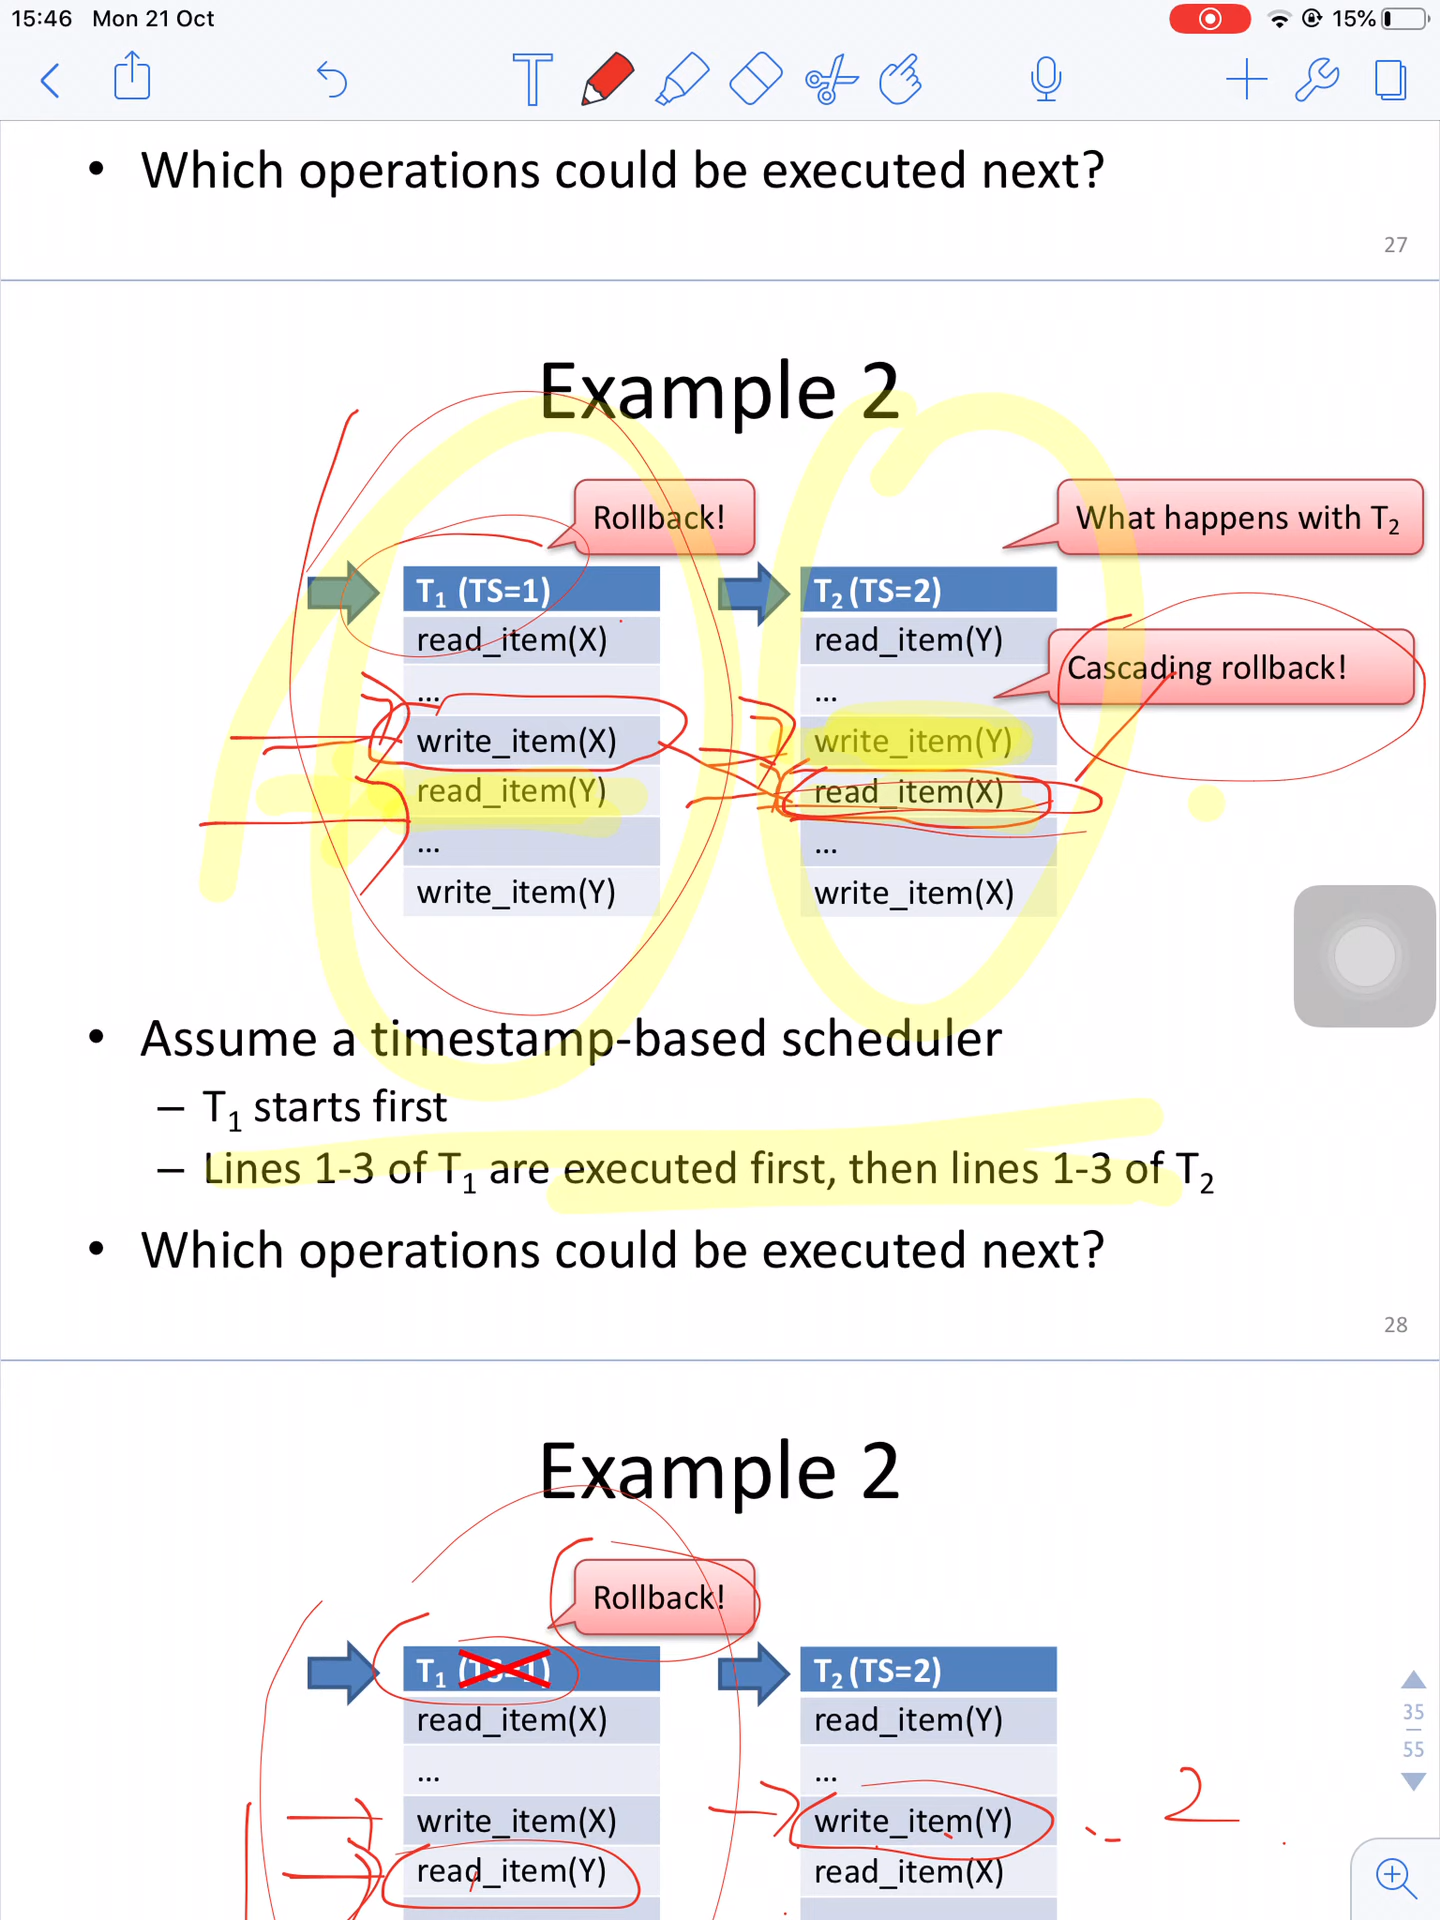 15:46 Mon 21 Oct 15%
T
• Which operations could be executed next?
27
Example 2
Rollback!
What happens with T₂
T₁ (TS=1)
T₂ (TS=2)
read_item(X)
read_item(Y)
Cascading rollback!
...
...
write_item(X)
write_item(Y)
read_item(Y)
read_item(X)
...
...
write_item(Y)
write_item(X)
• Assume a timestamp-based scheduler
– T₁ starts first
– Lines 1-3 of T₁ are executed first, then lines 1-3 of T₂
• Which operations could be executed next?
28
Example 2
Rollback!
T₁ (TS=1)
T₂ (TS=2)
read_item(X)
read_item(Y)
35
55
...
...
2
write_item(X)
write_item(Y)
read_item(Y)
read_item(X)